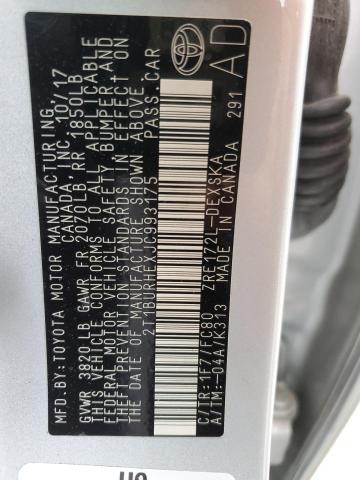 MFD.BY:TOYOTA MOTOR MANUFACTURING
CANADA, INC. 10/17
GVWR 3820LB GAWR FR 2070LB, RR 1850LB
THIS VEHICLE CONFORMS TO ALL APPLICABLE
FEDERAL MOTOR VEHICLE SAFETY, BUMPER, AND
THEFT PREVENTION STANDARDS IN EFFECT ON
THE DATE OF MANUFACTURE SHOWN ABOVE.
2T1BURHEXJC993175 PASS.CAR
C/TR:1F7/FC80 ZRE172L-DEXSKA
A/TM:-04A/K313 MADE IN CANADA 291
TOYOTA
AD